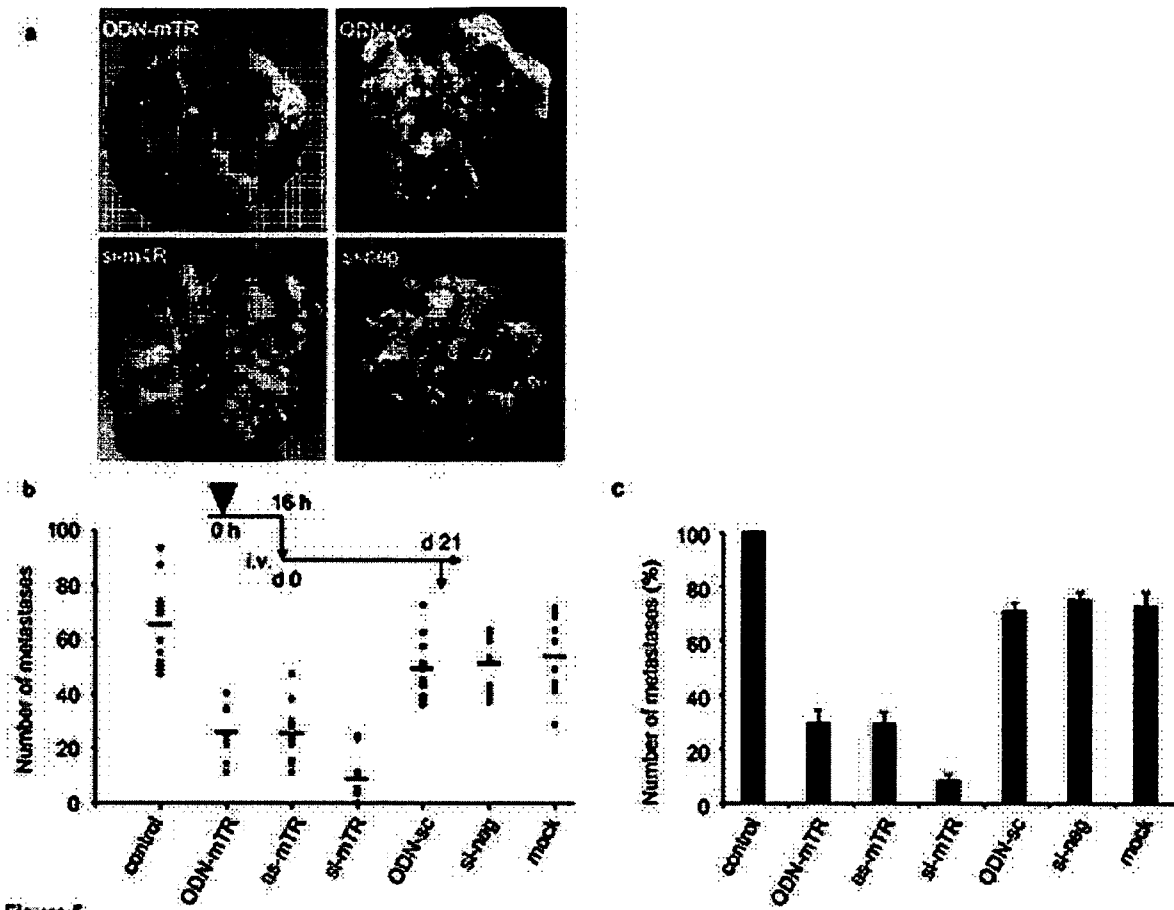 a
ODN-mTR
ODN-sc
si-mTR
si-neg
b
16 h
0 h
i.v.
d 0
d 21
Number of metastases
100
80
60
40
20
0
control
ODN-mTR
as-mTR
si-mTR
ODN-sc
si-neg
mock
c
Number of metastases (%)
100
80
60
40
20
0
control
ODN-mTR
as-mTR
si-mTR
ODN-sc
si-neg
mock